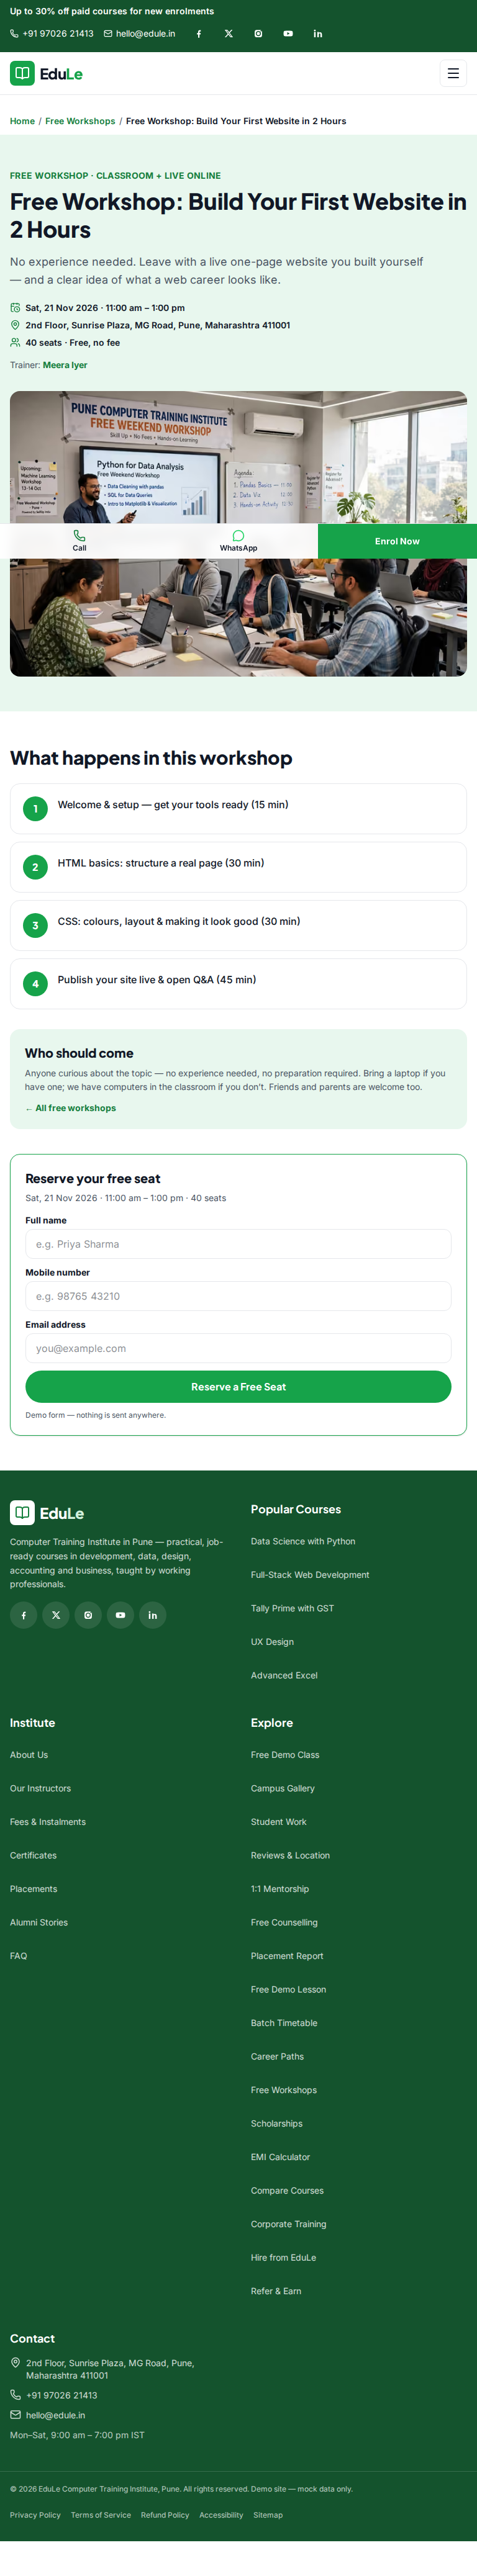 Up to 30% off paid courses for new enrolments
+91 97026 21413 hello@edule.in
EduLe
Home / Free Workshops / Free Workshop: Build Your First Website in 2 Hours
FREE WORKSHOP · CLASSROOM + LIVE ONLINE
Free Workshop: Build Your First Website in
2 Hours
No experience needed. Leave with a live one-page website you built yourself
— and a clear idea of what a web career looks like.
Sat, 21 Nov 2026 · 11:00 am – 1:00 pm
2nd Floor, Sunrise Plaza, MG Road, Pune, Maharashtra 411001
40 seats · Free, no fee
Trainer: Meera Iyer
PUNE COMPUTER TRAINING INSTITUTE
FREE WEEKEND WORKSHOP
Skill Up • No Fees • Learn Together
Upcoming:
Machine Learning
Workshop
13-14 Oct
Python for Data Analysis
Free Weekend Workshop
• Data Cleaning with pandas
• SQL for Data Queries
• Intro to Matplotlib & Visualization
Agenda:
Call
WhatsApp
Enrol Now
What happens in this workshop
1 Welcome & setup — get your tools ready (15 min)
2 HTML basics: structure a real page (30 min)
3 CSS: colours, layout & making it look good (30 min)
4 Publish your site live & open Q&A (45 min)
Who should come
Anyone curious about the topic — no experience needed, no preparation required. Bring a laptop if you
have one; we have computers in the classroom if you don't. Friends and parents are welcome too.
← All free workshops
Reserve your free seat
Sat, 21 Nov 2026 · 11:00 am – 1:00 pm · 40 seats
Full name
e.g. Priya Sharma
Mobile number
e.g. 98765 43210
Email address
you@example.com
Reserve a Free Seat
Demo form — nothing is sent anywhere.
EduLe
Computer Training Institute in Pune — practical, job-
ready courses in development, data, design,
accounting and business, taught by working
professionals.
Popular Courses
Data Science with Python
Full-Stack Web Development
Tally Prime with GST
UX Design
Advanced Excel
Institute
About Us
Our Instructors
Fees & Instalments
Certificates
Placements
Alumni Stories
FAQ
Explore
Free Demo Class
Campus Gallery
Student Work
Reviews & Location
1:1 Mentorship
Free Counselling
Placement Report
Free Demo Lesson
Batch Timetable
Career Paths
Free Workshops
Scholarships
EMI Calculator
Compare Courses
Corporate Training
Hire from EduLe
Refer & Earn
Contact
2nd Floor, Sunrise Plaza, MG Road, Pune,
Maharashtra 411001
+91 97026 21413
hello@edule.in
Mon–Sat, 9:00 am – 7:00 pm IST
© 2026 EduLe Computer Training Institute, Pune. All rights reserved. Demo site — mock data only.
Privacy Policy Terms of Service Refund Policy Accessibility Sitemap